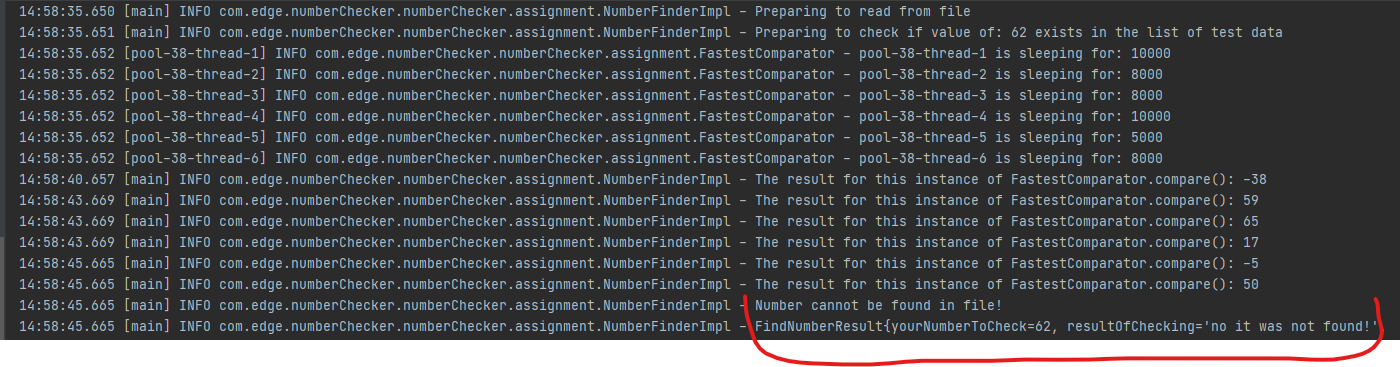 14:58:35.650 [main] INFO com.edge.numberChecker.numberChecker.assignment.NumberFinderImpl - Preparing to read from file
14:58:35.651 [main] INFO com.edge.numberChecker.numberChecker.assignment.NumberFinderImpl - Preparing to check if value of: 62 exists in the list of test data
14:58:35.652 [pool-38-thread-1] INFO com.edge.numberChecker.numberChecker.assignment.FastestComparator - pool-38-thread-1 is sleeping for: 10000
14:58:35.652 [pool-38-thread-2] INFO com.edge.numberChecker.numberChecker.assignment.FastestComparator - pool-38-thread-2 is sleeping for: 8000
14:58:35.652 [pool-38-thread-3] INFO com.edge.numberChecker.numberChecker.assignment.FastestComparator - pool-38-thread-3 is sleeping for: 8000
14:58:35.652 [pool-38-thread-4] INFO com.edge.numberChecker.numberChecker.assignment.FastestComparator - pool-38-thread-4 is sleeping for: 10000
14:58:35.652 [pool-38-thread-5] INFO com.edge.numberChecker.numberChecker.assignment.FastestComparator - pool-38-thread-5 is sleeping for: 5000
14:58:35.652 [pool-38-thread-6] INFO com.edge.numberChecker.numberChecker.assignment.FastestComparator - pool-38-thread-6 is sleeping for: 8000
14:58:40.657 [main] INFO com.edge.numberChecker.numberChecker.assignment.NumberFinderImpl - The result for this instance of FastestComparator.compare(): -38
14:58:43.669 [main] INFO com.edge.numberChecker.numberChecker.assignment.NumberFinderImpl - The result for this instance of FastestComparator.compare(): 59
14:58:43.669 [main] INFO com.edge.numberChecker.numberChecker.assignment.NumberFinderImpl - The result for this instance of FastestComparator.compare(): 65
14:58:43.669 [main] INFO com.edge.numberChecker.numberChecker.assignment.NumberFinderImpl - The result for this instance of FastestComparator.compare(): 17
14:58:45.665 [main] INFO com.edge.numberChecker.numberChecker.assignment.NumberFinderImpl - The result for this instance of FastestComparator.compare(): -5
14:58:45.665 [main] INFO com.edge.numberChecker.numberChecker.assignment.NumberFinderImpl - The result for this instance of FastestComparator.compare(): 50
14:58:45.665 [main] INFO com.edge.numberChecker.numberChecker.assignment.NumberFinderImpl - Number cannot be found in file!
14:58:45.665 [main] INFO com.edge.numberChecker.numberChecker.assignment.NumberFinderImpl - FindNumberResult{yourNumberToCheck=62, resultOfChecking='no it was not found!'